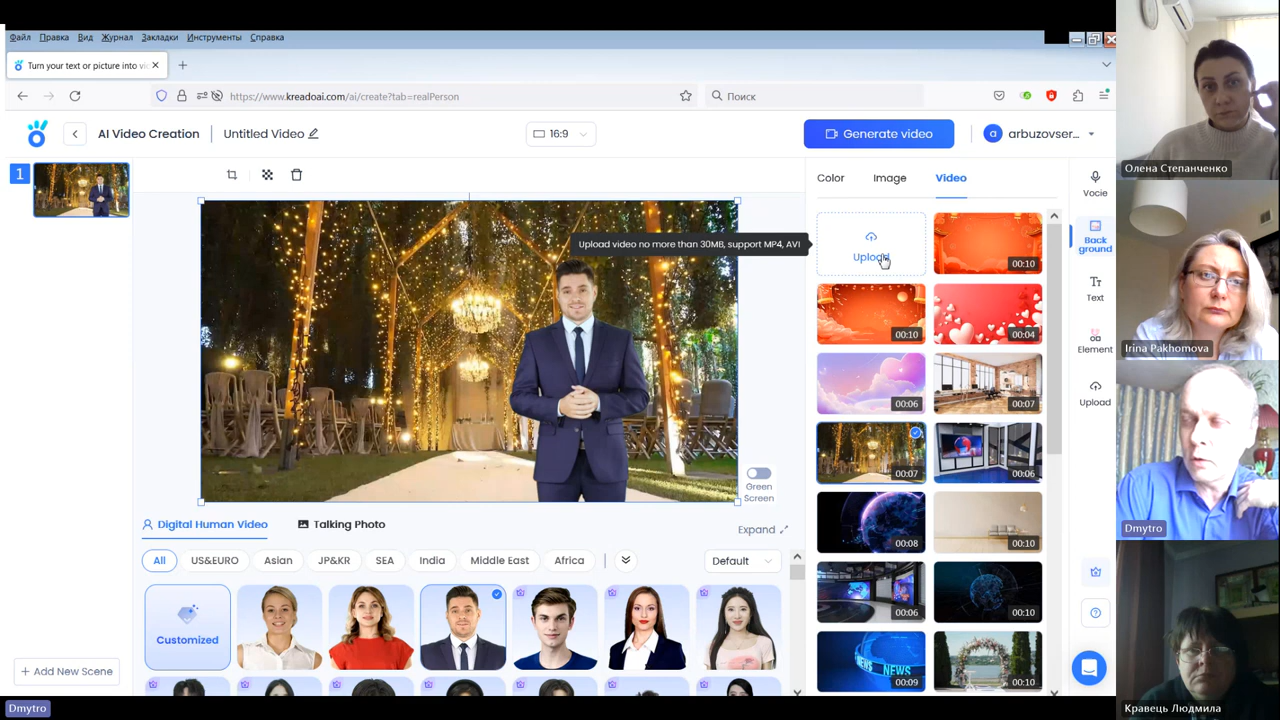 Файл Правка Вид Журнал Закладки Инструменты Справка
Turn your text or picture into vi
https://www.kreadoai.com/ai/create?tab=realPerson
Поиск
AI Video Creation
Untitled Video
16:9
Generate video
a
arbuzovser...
1
Color Image Video
Vocie
Upload video no more than 30MB, support MP4, AVI
Upload
00:10
Back
ground
00:10
00:04
Text
Element
00:06
00:07
Upload
00:07
00:06
Green
Screen
00:08
00:10
Digital Human Video
Talking Photo
Expand
All US&EURO Asian JP&KR SEA India Middle East Africa
Default
00:06
00:10
Customized
NEWS
00:09
00:10
+ Add New Scene
Dmytro
Олена Степанченко
Irina Pakhomova
Dmytro
Кравець Людмила